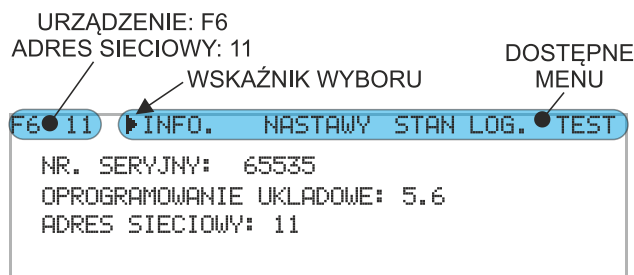 URZĄDZENIE: F6
ADRES SIECIOWY: 11
WSKAŹNIK WYBORU
DOSTĘPNE
MENU
F6 11 INFO. NASTAWY STAN LOG. TEST
NR. SERYJNY: 65535
OPROGRAMOWANIE UKLADOWE: 5.6
ADRES SIECIOWY: 11